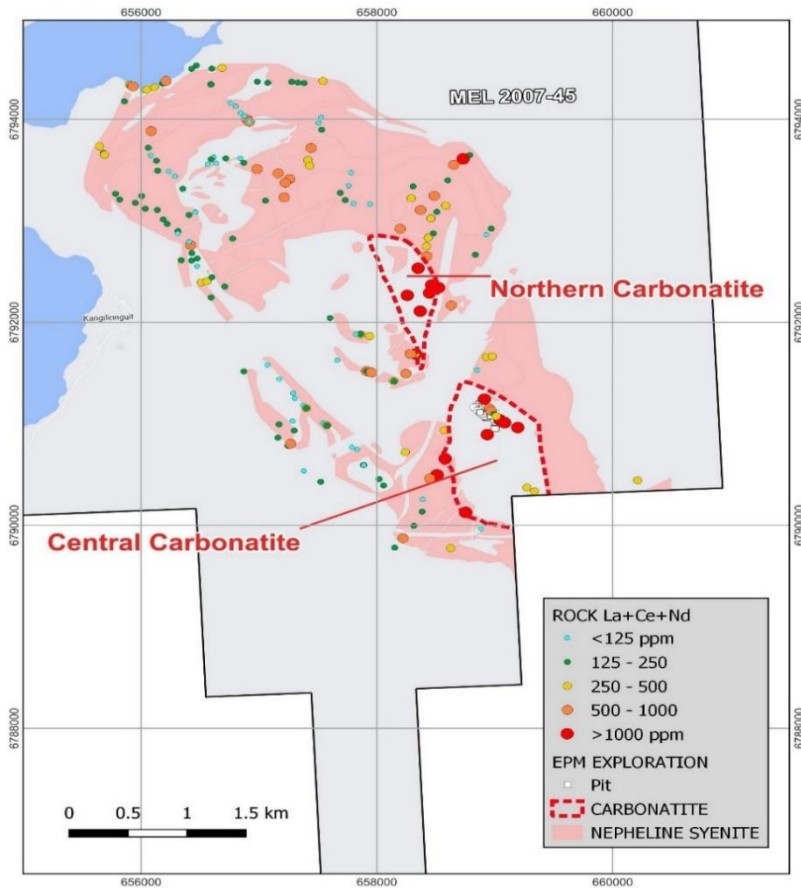 656000 658000 660000
MEL 2007-45
6794000 6794000
Northern Carbonatite
Kangilinnguit
6792000 6792000
6790000 6790000
Central Carbonatite
ROCK La+Ce+Nd
<125 ppm
125 - 250
250 - 500
500 - 1000
>1000 ppm
EPM EXPLORATION
Pit
CARBONATITE
NEPHELINE SYENITE
6788000 6788000
0 0.5 1 1.5 km
656000 658000 660000